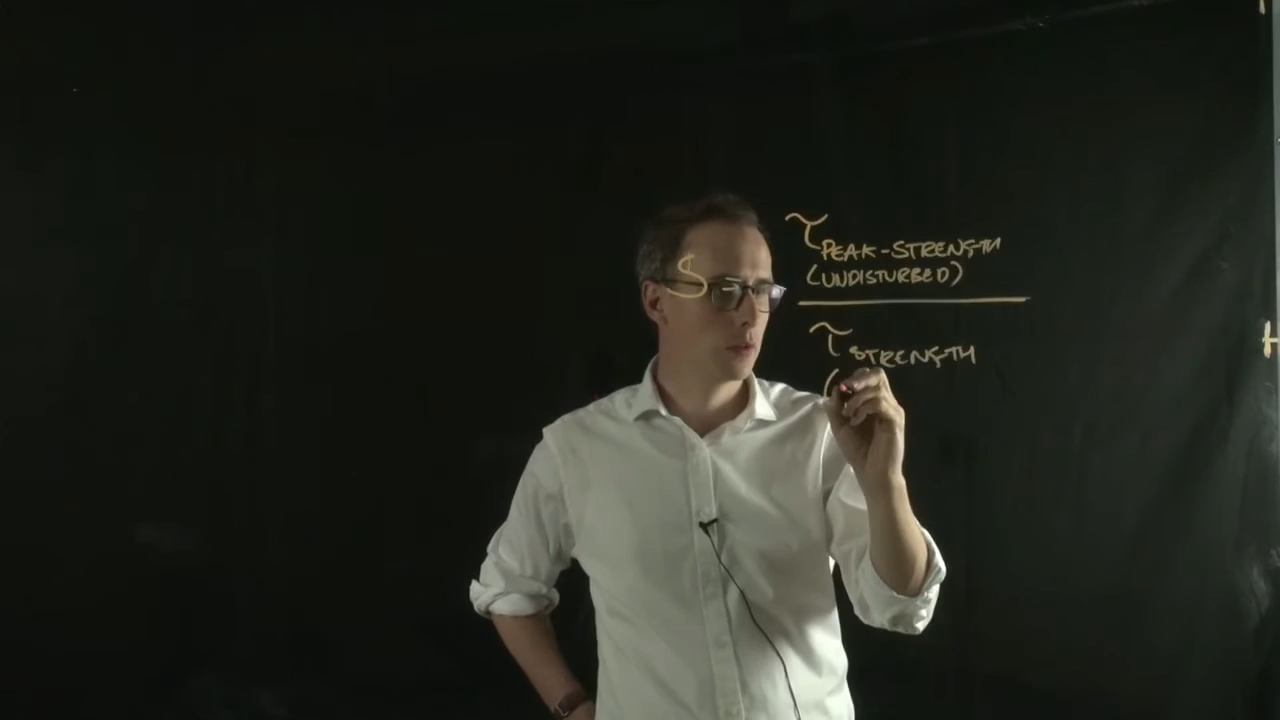 S =
τ PEAK-STRENGTH
(UNDISTURBED)
τ STRENGTH
(